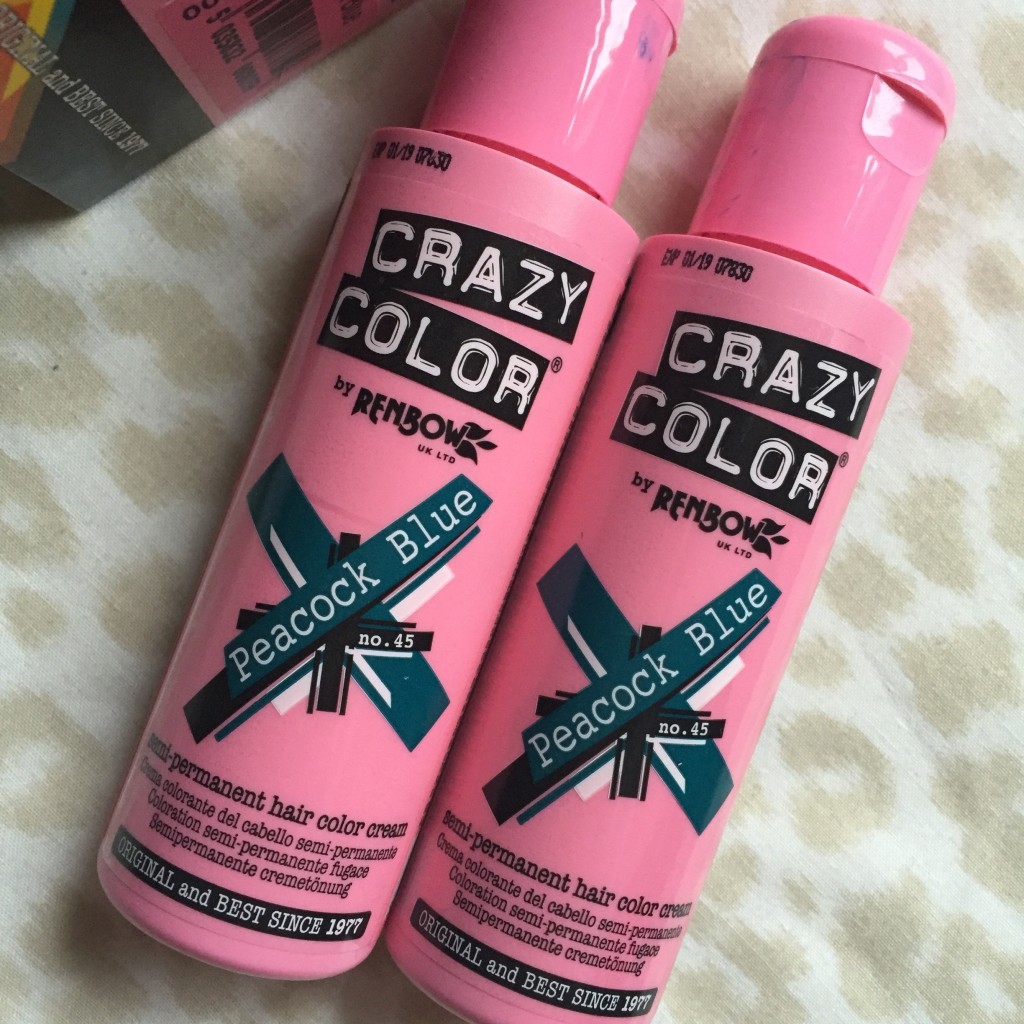 ORIGINAL and BEST SINCE 1977
EXP 01/19 07830
CRAZY
COLOR®
by RENBOW
UK LTD
Peacock Blue
no.45
semi-permanent hair color cream
Crema colorante del cabello semi-permanente
Coloration semi-permanente fugace
Semipermanente cremetönung
ORIGINAL and BEST SINCE 1977
EXP 01/19 07830
CRAZY
COLOR®
by RENBOW
UK LTD
Peacock Blue
no.45
semi-permanent hair color cream
Crema colorante del cabello semi-permanente
Coloration semi-permanente fugace
Semipermanente cremetönung
ORIGINAL and BEST SINCE 1977